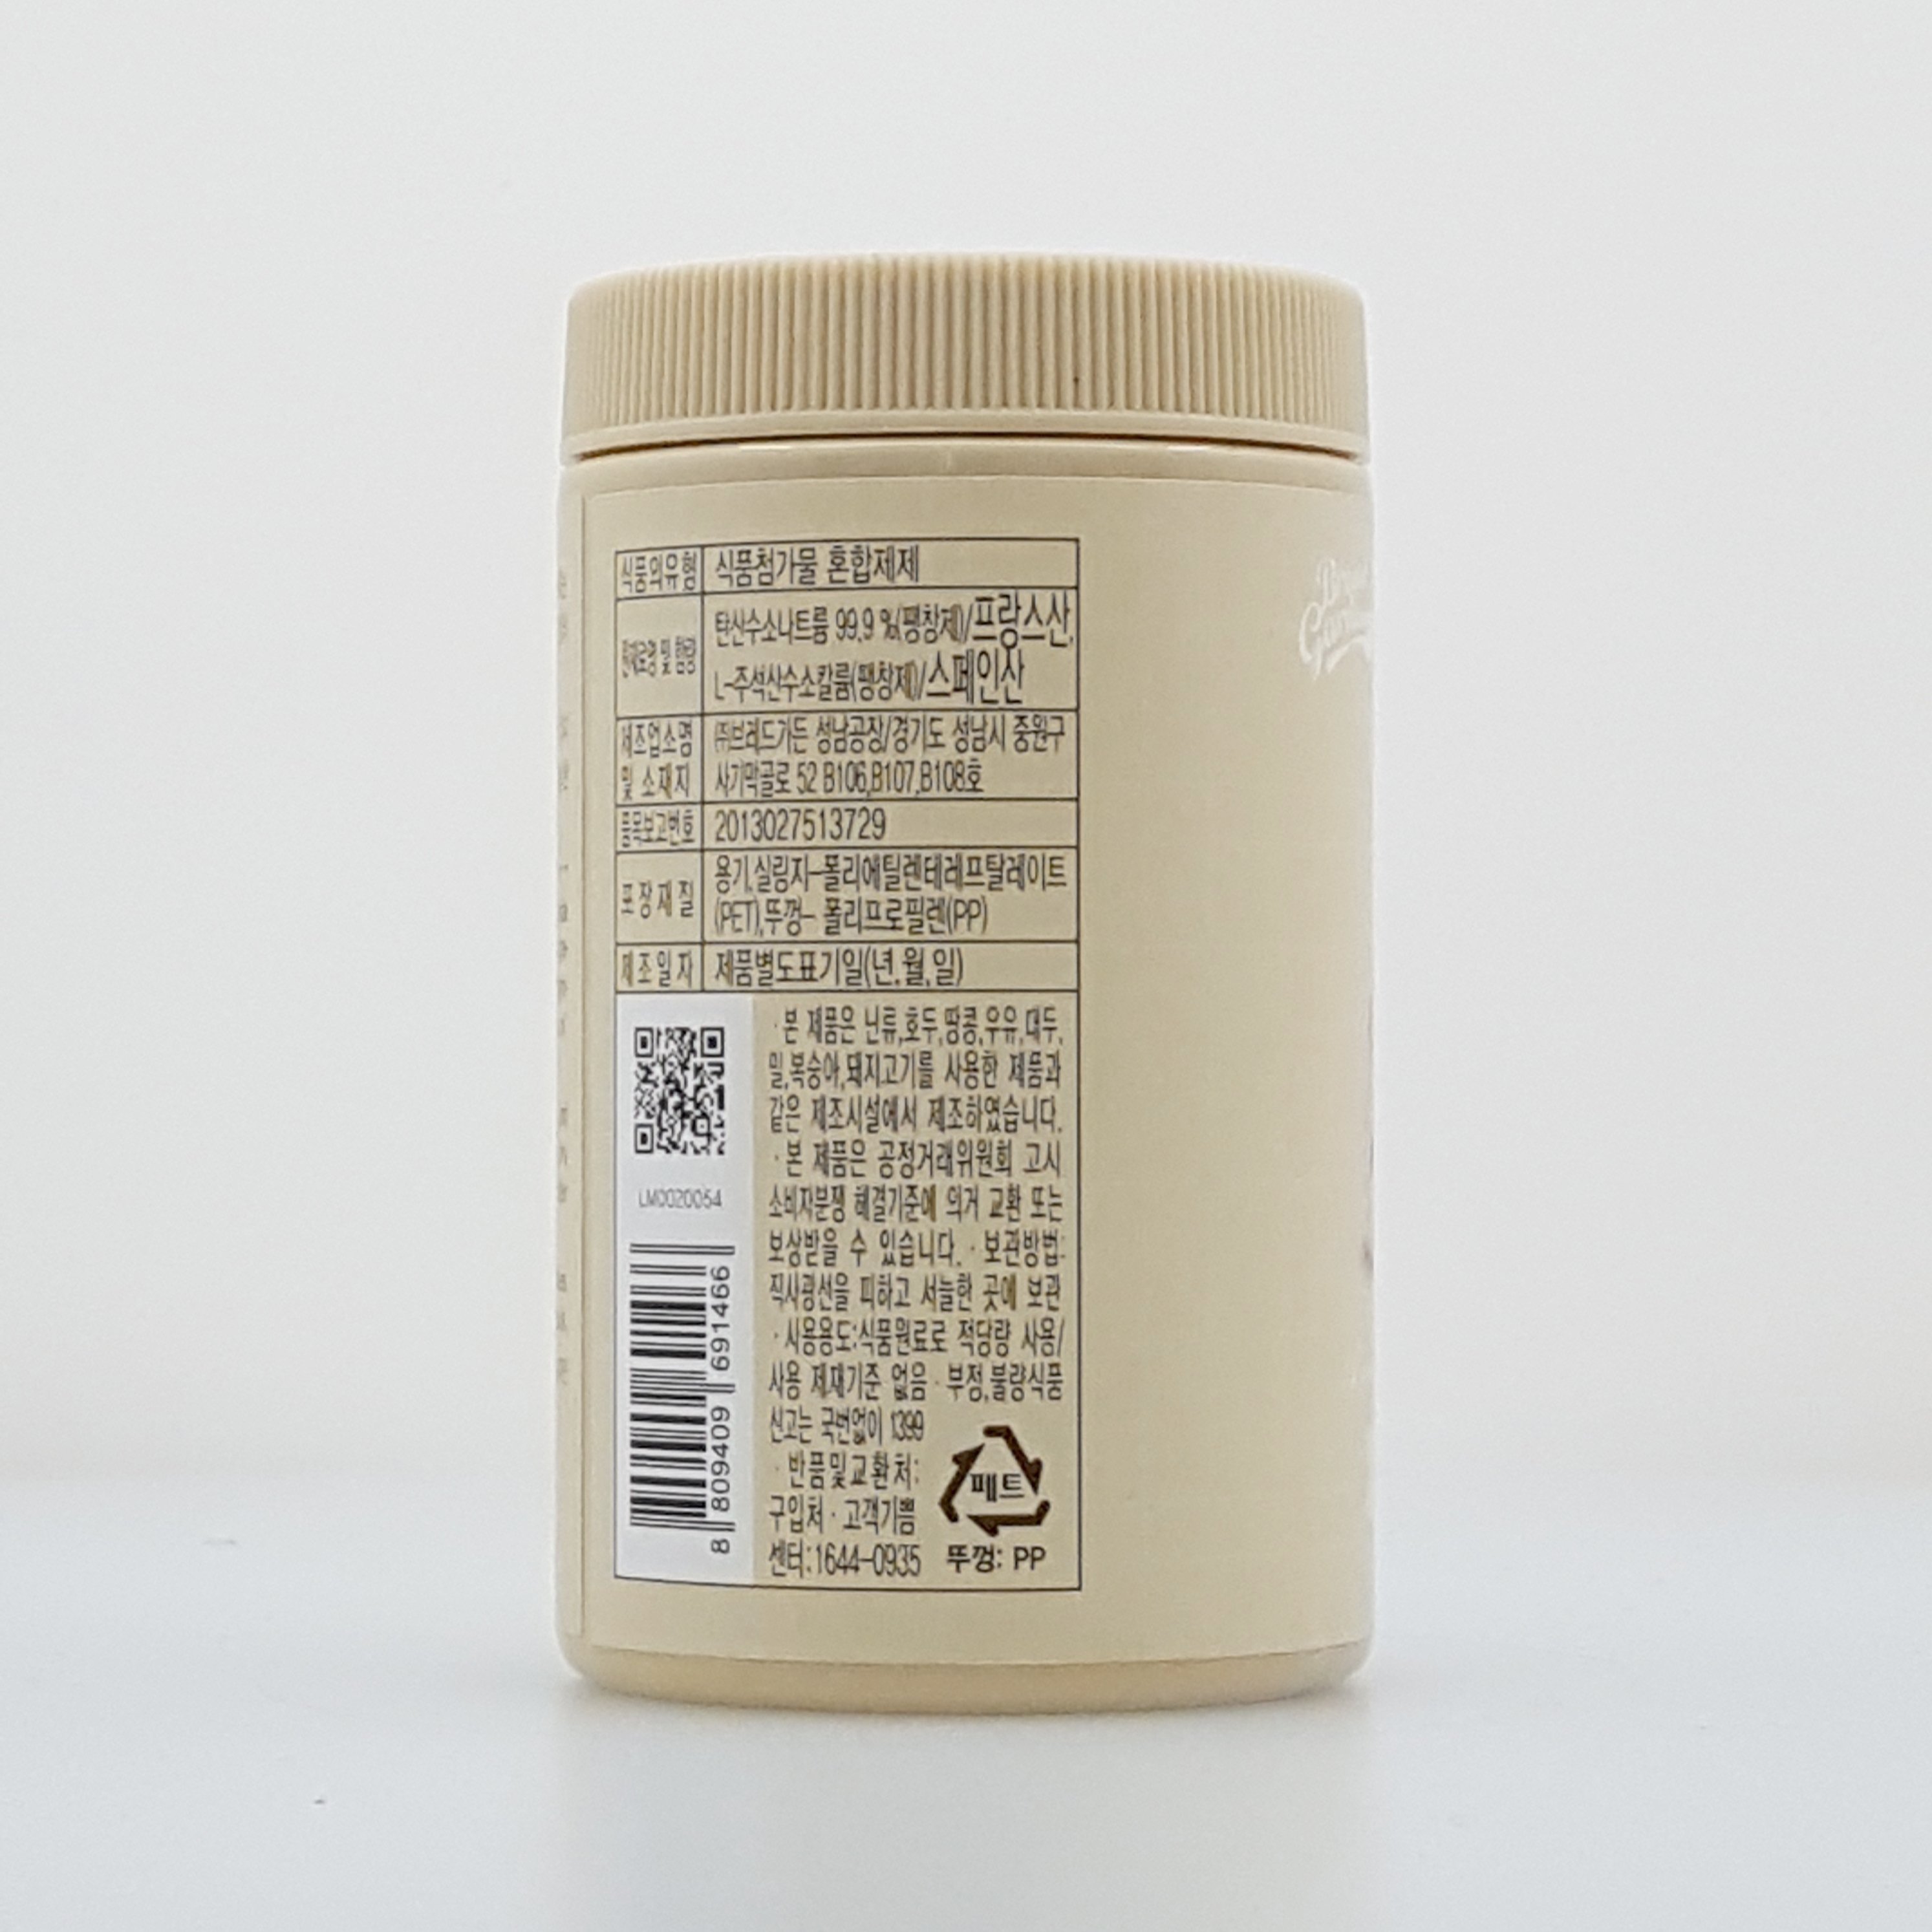 식품의유형 식품첨가물 혼합제제
원재료명 및 함량 탄산수소나트륨 99.9 %(팽창제)/프랑스산,
L-주석산수소칼륨(팽창제)/스페인산
제조업소명 ㈜브레드가든 성남공장/경기도 성남시 중원구
및 소재지 사기막골로 52 B106,B107,B108호
품목보고번호 2013027513729
포장재질 용기,실링지-폴리에틸렌테레프탈레이트
(PET),뚜껑- 폴리프로필렌(PP)
제조일자 제품별도표기일(년,월,일)
· 본 제품은 난류,호두,땅콩,우유,대두,
밀,복숭아,돼지고기를 사용한 제품과
같은 제조시설에서 제조하였습니다.
· 본 제품은 공정거래위원회 고시
소비자분쟁 해결기준에 의거 교환 또는
보상받을 수 있습니다. · 보관방법:
직사광선을 피하고 서늘한 곳에 보관
· 사용용도:식품원료로 적당량 사용/
사용 제재기준 없음 · 부정,불량식품
신고는 국번없이 1399
· 반품및교환처:
구입처 · 고객기쁨
센터:1644-0935
페트
뚜껑: PP
LM0020054
8 809409 691466